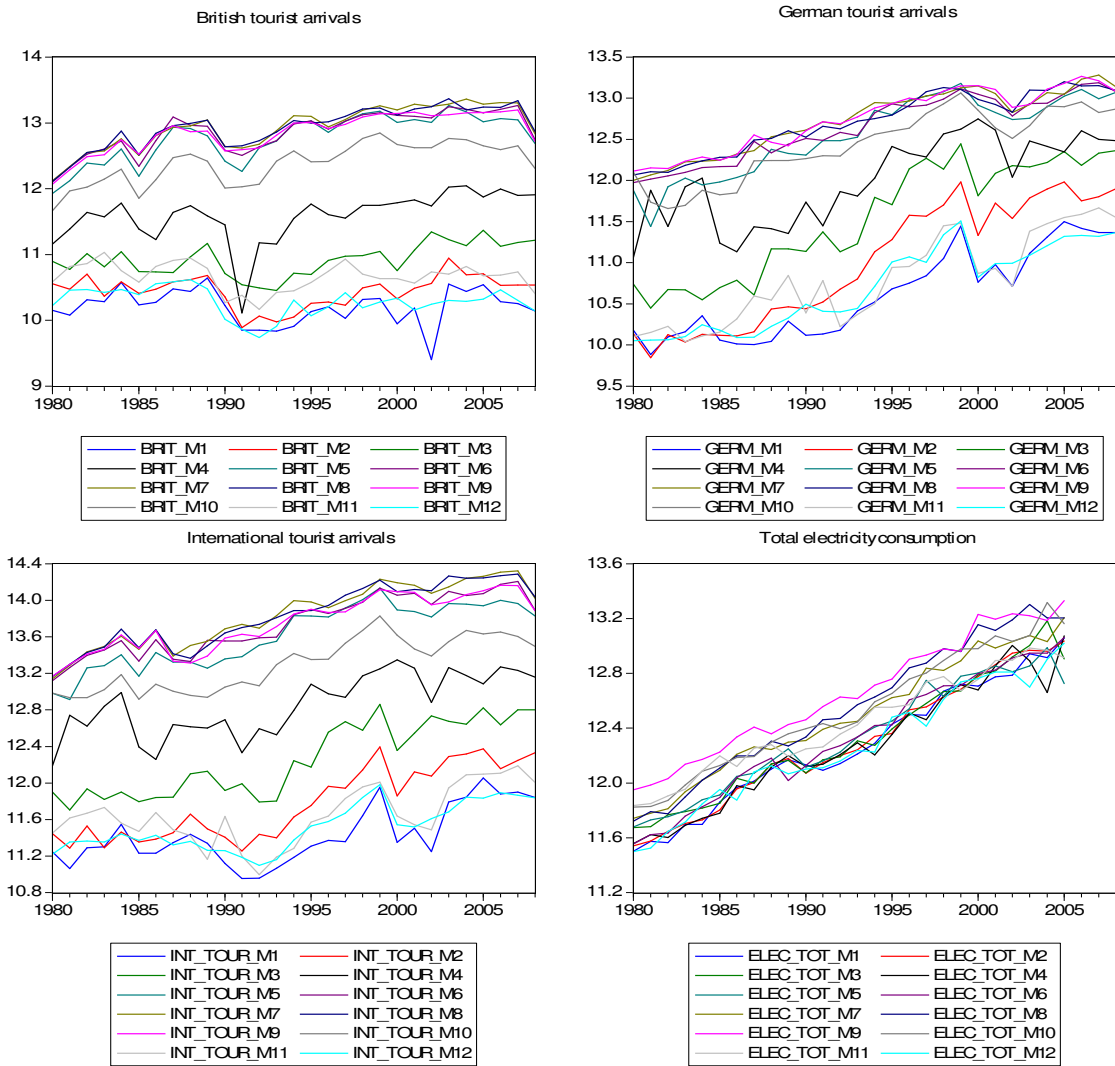 British tourist arrivals
14
13
12
11
10
9
1980 1985 1990 1995 2000 2005
BRIT_M1 BRIT_M2 BRIT_M3
BRIT_M4 BRIT_M5 BRIT_M6
BRIT_M7 BRIT_M8 BRIT_M9
BRIT_M10 BRIT_M11 BRIT_M12
German tourist arrivals
13.5
13.0
12.5
12.0
11.5
11.0
10.5
10.0
9.5
1980 1985 1990 1995 2000 2005
GERM_M1 GERM_M2 GERM_M3
GERM_M4 GERM_M5 GERM_M6
GERM_M7 GERM_M8 GERM_M9
GERM_M10 GERM_M11 GERM_M12
International tourist arrivals
14.4
14.0
13.6
13.2
12.8
12.4
12.0
11.6
11.2
10.8
1980 1985 1990 1995 2000 2005
INT_TOUR_M1 INT_TOUR_M2
INT_TOUR_M3 INT_TOUR_M4
INT_TOUR_M5 INT_TOUR_M6
INT_TOUR_M7 INT_TOUR_M8
INT_TOUR_M9 INT_TOUR_M10
INT_TOUR_M11 INT_TOUR_M12
Total electricity consumption
13.6
13.2
12.8
12.4
12.0
11.6
11.2
1980 1985 1990 1995 2000 2005
ELEC_TOT_M1 ELEC_TOT_M2
ELEC_TOT_M3 ELEC_TOT_M4
ELEC_TOT_M5 ELEC_TOT_M6
ELEC_TOT_M7 ELEC_TOT_M8
ELEC_TOT_M9 ELEC_TOT_M10
ELEC_TOT_M11 ELEC_TOT_M12